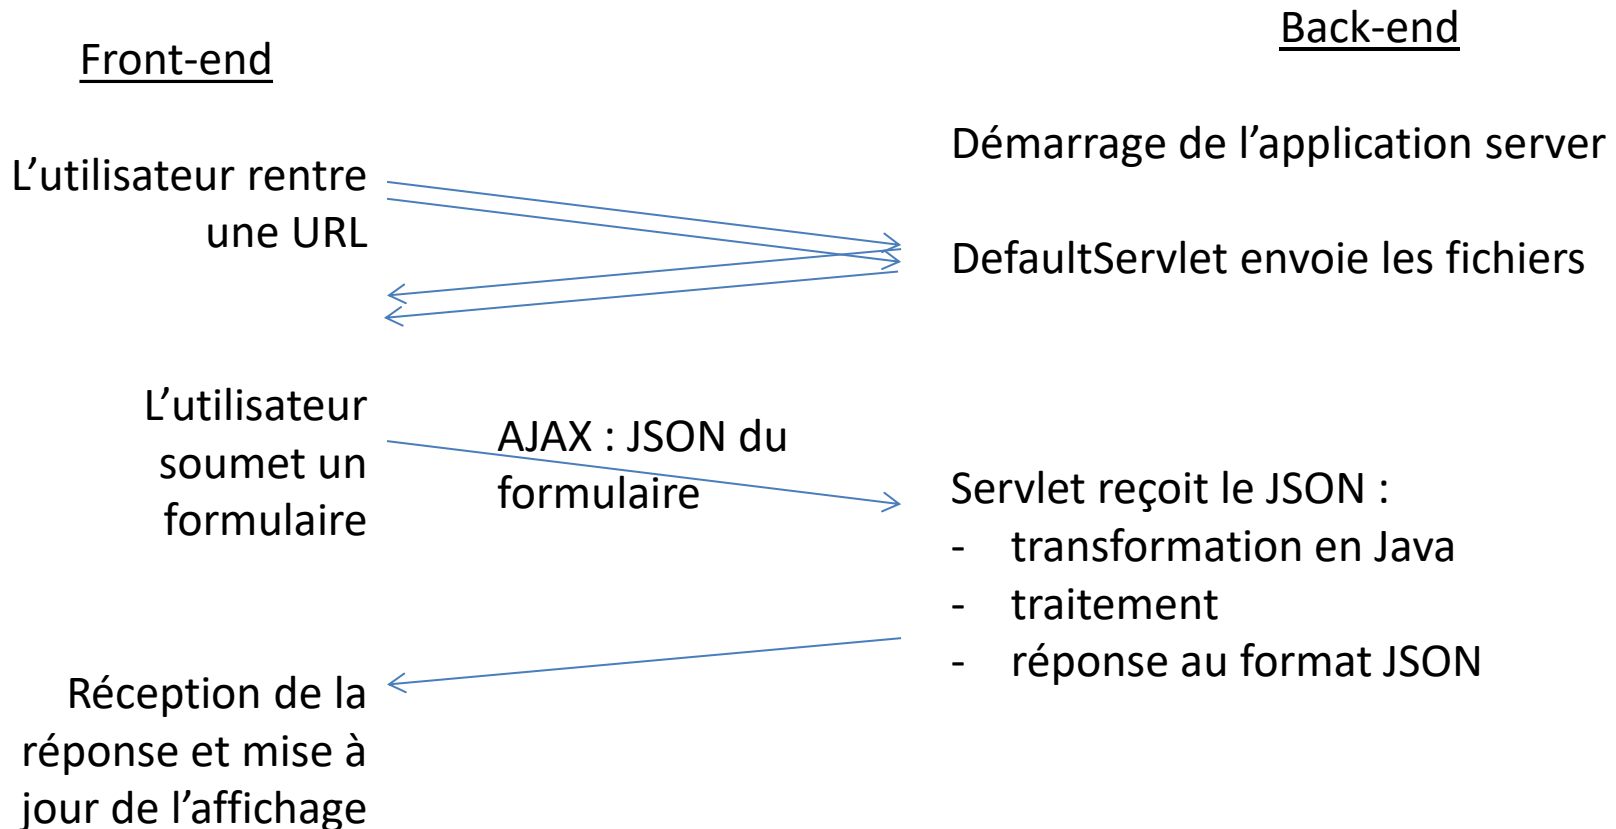 Front-end
Back-end
Démarrage de l’application server
L’utilisateur rentre
une URL
DefaultServlet envoie les fichiers
L’utilisateur
soumet un
formulaire
AJAX : JSON du
formulaire
Servlet reçoit le JSON :
- transformation en Java
- traitement
- réponse au format JSON
Réception de la
réponse et mise à
jour de l’affichage